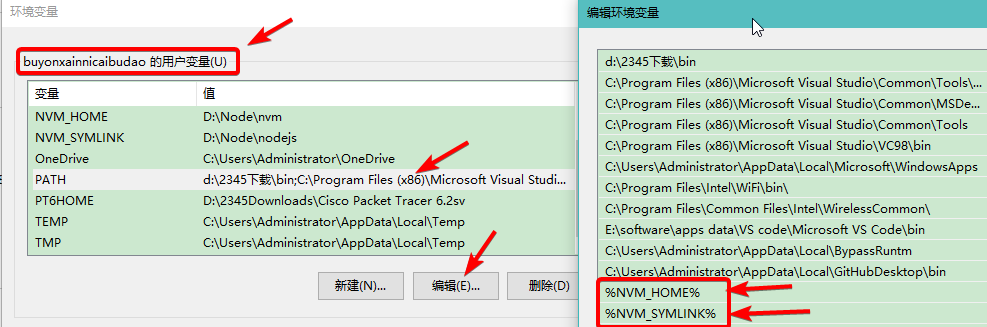 环境变量
buyonxainnicaibudao 的用户变量(U)
变量 值
NVM_HOME D:\Node\nvm
NVM_SYMLINK D:\Node\nodejs
OneDrive C:\Users\Administrator\OneDrive
PATH d:\2345下载\bin;C:\Program Files (x86)\Microsoft Visual Studi...
PT6HOME D:\2345Downloads\Cisco Packet Tracer 6.2sv
TEMP C:\Users\Administrator\AppData\Local\Temp
TMP C:\Users\Administrator\AppData\Local\Temp
新建(N)... 编辑(E)... 删除(D)
编辑环境变量
d:\2345下载\bin
C:\Program Files (x86)\Microsoft Visual Studio\Common\Tools\...
C:\Program Files (x86)\Microsoft Visual Studio\Common\MSDe...
C:\Program Files (x86)\Microsoft Visual Studio\Common\Tools
C:\Program Files (x86)\Microsoft Visual Studio\VC98\bin
C:\Users\Administrator\AppData\Local\Microsoft\WindowsApps
C:\Program Files\Intel\WiFi\bin\
C:\Program Files\Common Files\Intel\WirelessCommon\
E:\software\apps data\VS code\Microsoft VS Code\bin
C:\Users\Administrator\AppData\Local\BypassRuntm
C:\Users\Administrator\AppData\Local\GitHubDesktop\bin
%NVM_HOME%
%NVM_SYMLINK%